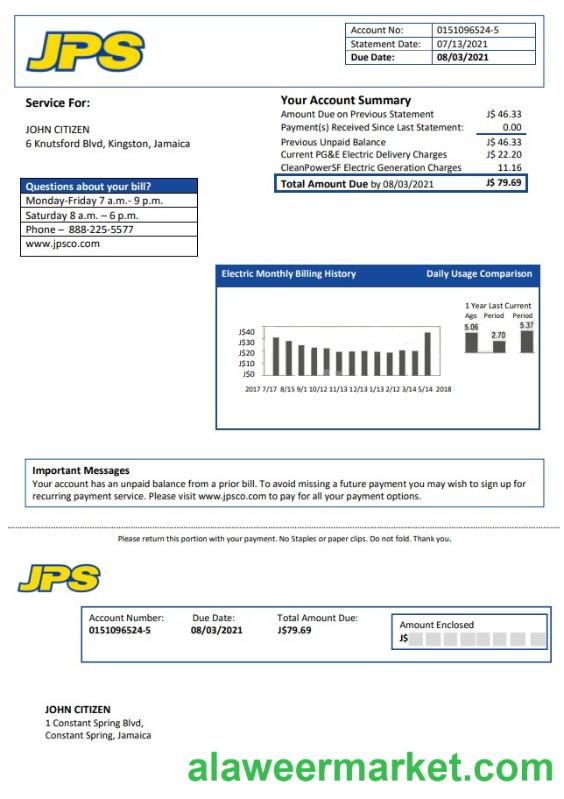 JPS
Account No: 0151096524-5
Statement Date: 07/13/2021
Due Date: 08/03/2021
Service For:
JOHN CITIZEN
6 Knutsford Blvd, Kingston, Jamaica
Your Account Summary
Amount Due on Previous Statement J$ 46.33
Payment(s) Received Since Last Statement: 0.00
Previous Unpaid Balance J$ 46.33
Current PG&E Electric Delivery Charges J$ 22.20
CleanPowerSF Electric Generation Charges 11.16
Total Amount Due by 08/03/2021 J$ 79.69
Questions about your bill?
Monday-Friday 7 a.m.- 9 p.m.
Saturday 8 a.m. – 6 p.m.
Phone – 888-225-5577
www.jpsco.com
Electric Monthly Billing History Daily Usage Comparison
1 Year Last Current
Ago Period Period
5.06 2.70 5.37
J$40
J$30
J$20
J$10
J$0
2017 7/17 8/15 9/1 10/12 11/13 12/13 1/13 2/12 3/14 5/14 2018
Important Messages
Your account has an unpaid balance from a prior bill. To avoid missing a future payment you may wish to sign up for
recurring payment service. Please visit www.jpsco.com to pay for all your payment options.
Please return this portion with your payment. No Staples or paper clips. Do not fold. Thank you.
JPS
Account Number: Due Date: Total Amount Due:
0151096524-5 08/03/2021 J$79.69
Amount Enclosed
J$
JOHN CITIZEN
1 Constant Spring Blvd,
Constant Spring, Jamaica
alaweermarket.com